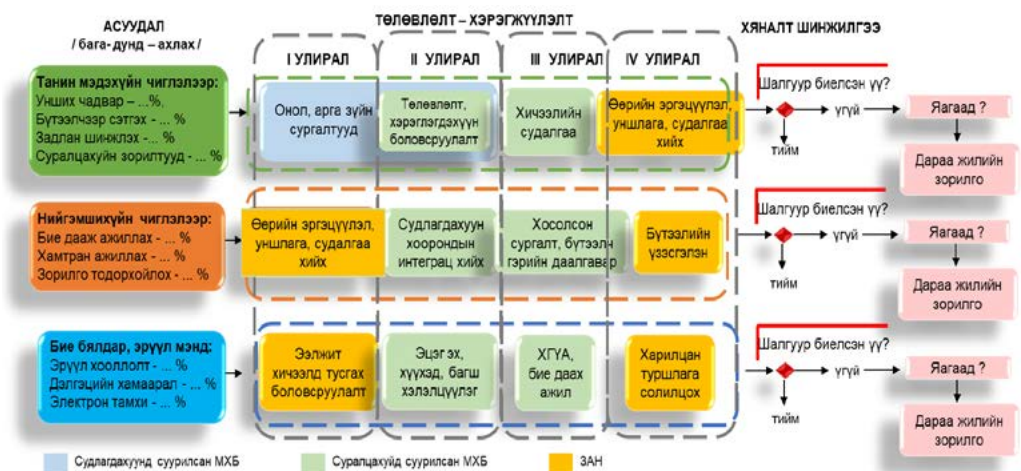 АСУУДАЛ
/ бага- дунд – ахлах /
ТӨЛӨВЛӨЛТ – ХЭРЭГЖҮҮЛЭЛТ
ХЯНАЛТ ШИНЖИЛГЭЭ
I УЛИРАЛ
II УЛИРАЛ
III УЛИРАЛ
IV УЛИРАЛ
Танин мэдэхүйн чиглэлээр:
Унших чадвар – ...%,
Бүтээлчээр сэтгэх - ... %
Задлан шинжлэх - ... %
Суралцахуйн зорилтууд - ... %
Онол, арга зүйн
сургалтууд
Төлөвлөлт,
хэрэглэгдэхүүн
боловсруулалт
Хичээлийн
судалгаа
Өөрийн эргэцүүлэл,
уншлага, судалгаа
хийх
Шалгуур биелсэн үү?
үгүй
тийм
Яагаад ?
Дараа жилийн
зорилго
Нийгэмшихүйн чиглэлээр:
Бие дааж ажиллах - ... %
Хамтран ажиллах - ... %
Зорилго тодорхойлох - ... %
Өөрийн эргэцүүлэл,
уншлага, судалгаа
хийх
Судлагдахуун
хоорондын
интеграц хийх
Хосолсон
сургалт, бүтээлч
гэрийн даалгавар
Бүтээлийн
үзэсгэлэн
Шалгуур биелсэн үү?
үгүй
тийм
Яагаад ?
Дараа жилийн
зорилго
Бие бялдар, эрүүл мэнд:
Эрүүл хооллолт - ... %
Дэлгэцийн хамаарал - ... %
Электрон тамхи - ... %
Ээлжит
хичээлд тусгах
боловсруулалт
Эцэг эх,
хүүхэд, багш
хэлэлцүүлэг
ХГҮА,
бие даах
ажил
Харилцан
туршлага
солилцох
Шалгуур биелсэн үү?
үгүй
тийм
Яагаад ?
Дараа жилийн
зорилго
Судлагдахуунд суурилсан МХБ
Суралцахуйд суурилсан МХБ
ЗАН